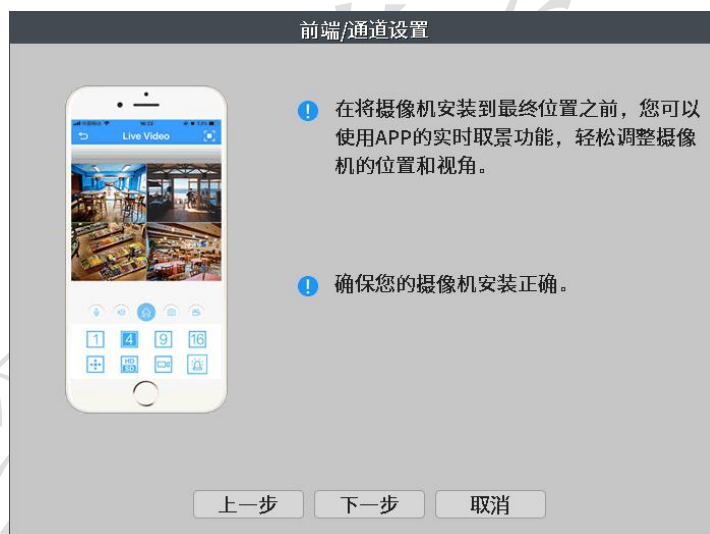 前端/通道设置
Live Video
在将摄像机安装到最终位置之前，您可以
使用APP的实时取景功能，轻松调整摄像
机的位置和视角。
确保您的摄像机安装正确。
1 4 9 16
HD
SD
上一步 下一步 取消